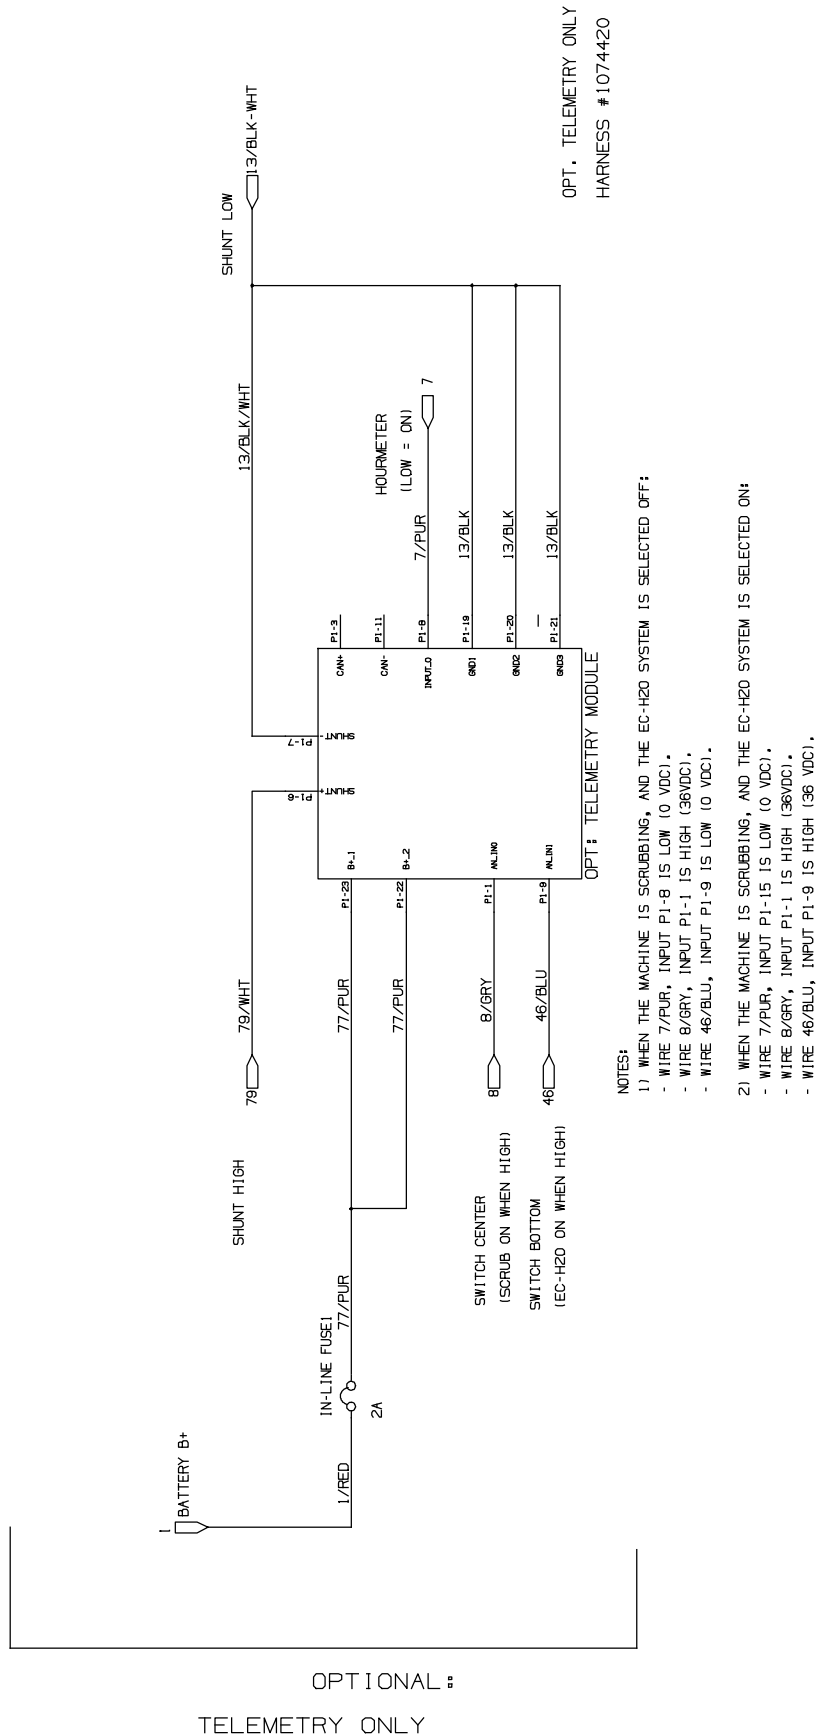 OPT. TELEMETRY ONLY
HARNESS #1074420
13/BLK-WHT
SHUNT LOW
13/BLK/WHT
HOURMETER
(LOW = ON)
7
7/PUR
13/BLK
13/BLK
13/BLK
P1-3
P1-11
P1-8
P1-19
P1-20
P1-21
CAN+
CAN-
INPUT_0
GND1
GND2
GND3
P1-7
SHUNT -
P1-6
SHUNT +
B+_1
B+_2
AN_IN0
AN_IN1
OPT: TELEMETRY MODULE
P1-23
P1-22
P1-1
P1-9
79/WHT
77/PUR
77/PUR
8/GRY
46/BLU
79
8
46
SHUNT HIGH
SWITCH CENTER
(SCRUB ON WHEN HIGH)
SWITCH BOTTOM
(EC-H2O ON WHEN HIGH)
77/PUR
IN-LINE FUSE1
2A
1/RED
BATTERY B+
1
NOTES:
1) WHEN THE MACHINE IS SCRUBBING, AND THE EC-H2O SYSTEM IS SELECTED OFF:
- WIRE 7/PUR, INPUT P1-8 IS LOW (0 VDC).
- WIRE 8/GRY, INPUT P1-1 IS HIGH (36VDC).
- WIRE 46/BLU, INPUT P1-9 IS LOW (0 VDC).
2) WHEN THE MACHINE IS SCRUBBING, AND THE EC-H2O SYSTEM IS SELECTED ON:
- WIRE 7/PUR, INPUT P1-15 IS LOW (0 VDC).
- WIRE 8/GRY, INPUT P1-1 IS HIGH (36VDC).
- WIRE 46/BLU, INPUT P1-9 IS HIGH (36 VDC).
OPTIONAL:
TELEMETRY ONLY